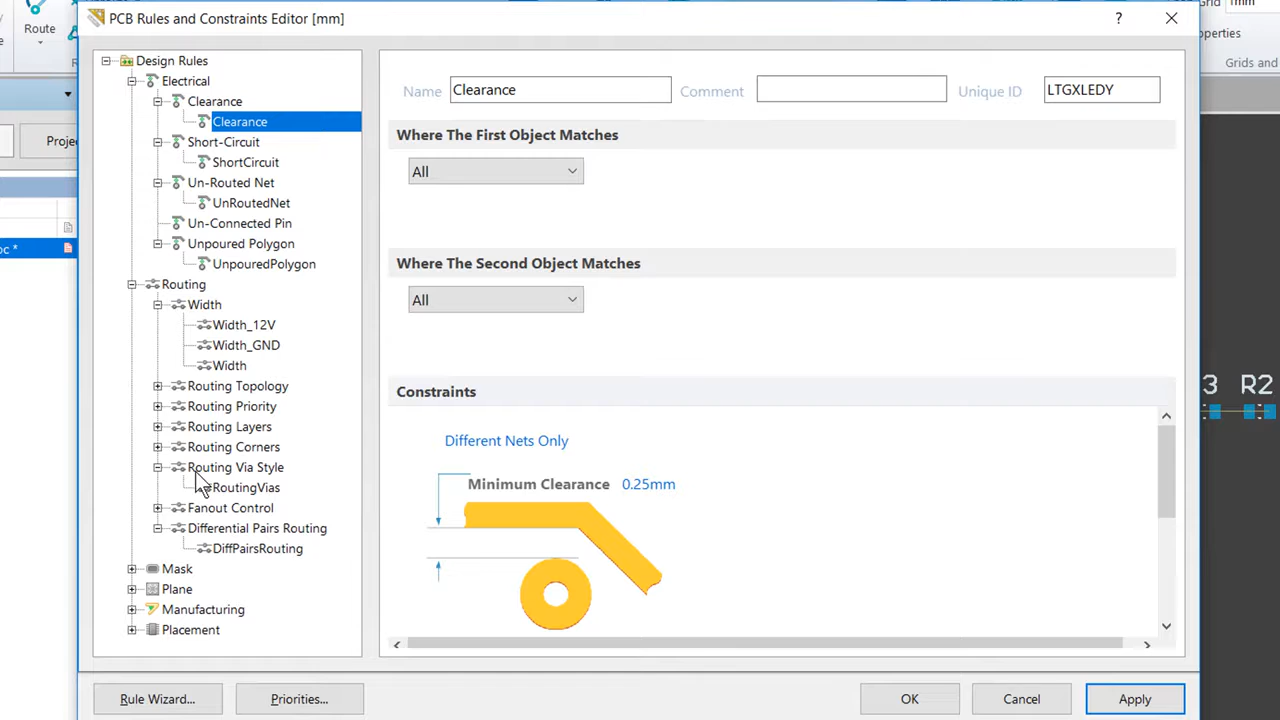 PCB Rules and Constraints Editor [mm]
?
Route
Grid
1mm
roperties
Grids and
Projec
oc *
Design Rules
Electrical
Clearance
Clearance
Short-Circuit
ShortCircuit
Un-Routed Net
UnRoutedNet
Un-Connected Pin
Unpoured Polygon
UnpouredPolygon
Routing
Width
Width_12V
Width_GND
Width
Routing Topology
Routing Priority
Routing Layers
Routing Corners
Routing Via Style
RoutingVias
Fanout Control
Differential Pairs Routing
DiffPairsRouting
Mask
Plane
Manufacturing
Placement
Name Clearance Comment Unique ID LTGXLEDY
Where The First Object Matches
All
Where The Second Object Matches
All
Constraints
Different Nets Only
Minimum Clearance 0.25mm
3 R2
Rule Wizard... Priorities... OK Cancel Apply